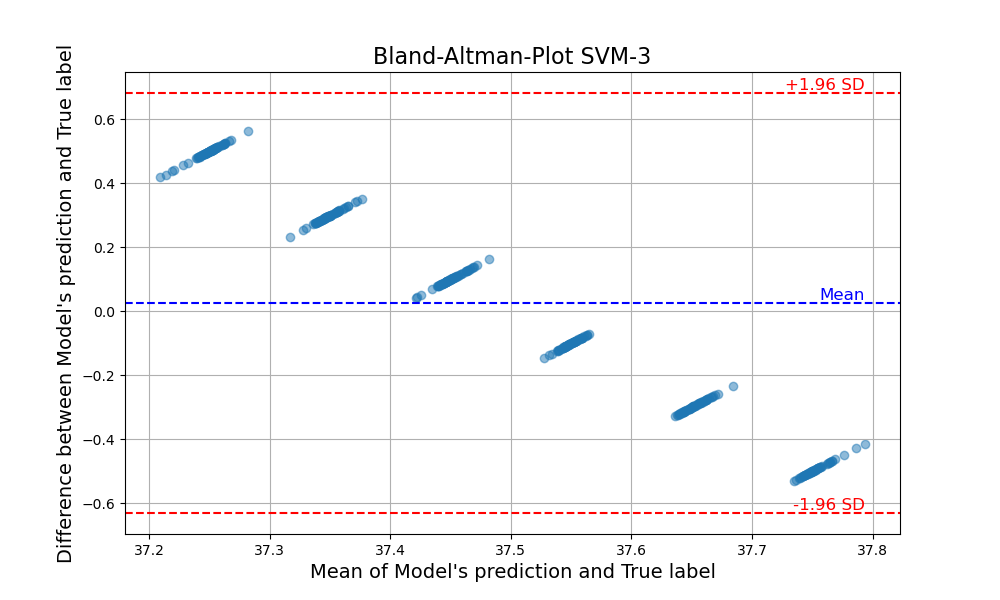 Bland-Altman-Plot SVM-3
Difference between Model's prediction and True label
0.6
0.4
0.2
0.0
−0.2
−0.4
−0.6
+1.96 SD
Mean
-1.96 SD
37.2 37.3 37.4 37.5 37.6 37.7 37.8
Mean of Model's prediction and True label